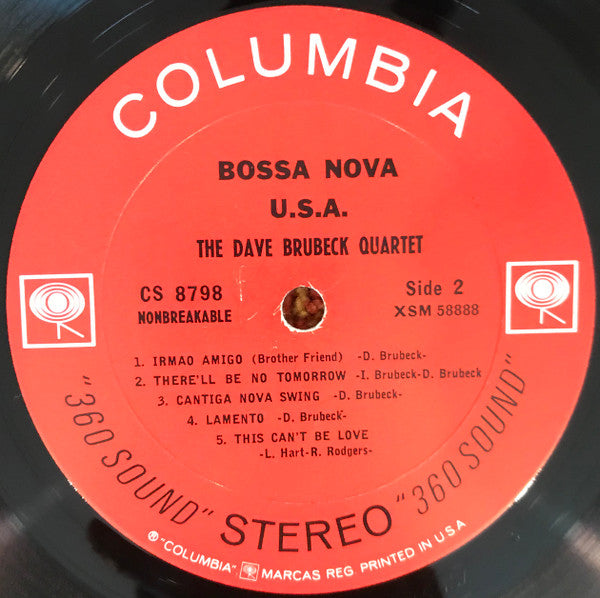 COLUMBIA
BOSSA NOVA
U.S.A.
THE DAVE BRUBECK QUARTET
CS 8798
NONBREAKABLE
Side 2
XSM 58888
1. IRMAO AMIGO (Brother Friend) -D. Brubeck-
2. THERE'LL BE NO TOMORROW -I. Brubeck-D. Brubeck
3. CANTIGA NOVA SWING -D. Brubeck-
4. LAMENTO -D. Brubeck-
5. THIS CAN'T BE LOVE
-L. Hart-R. Rodgers-
"360 SOUND" STEREO "360 SOUND"
® "COLUMBIA" MARCAS REG. PRINTED IN U.S.A.